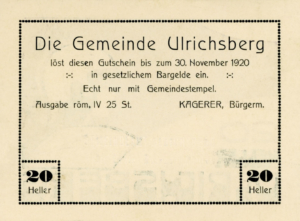 Die Gemeinde Ulrichsberg
löst diesen Gutschein bis zum 30. November 1920
in gesetzlichem Bargelde ein.
Echt nur mit Gemeindestempel.
Ausgabe röm. IV 25 St. KAGERER, Bürgerm.
20 20
Heller Heller